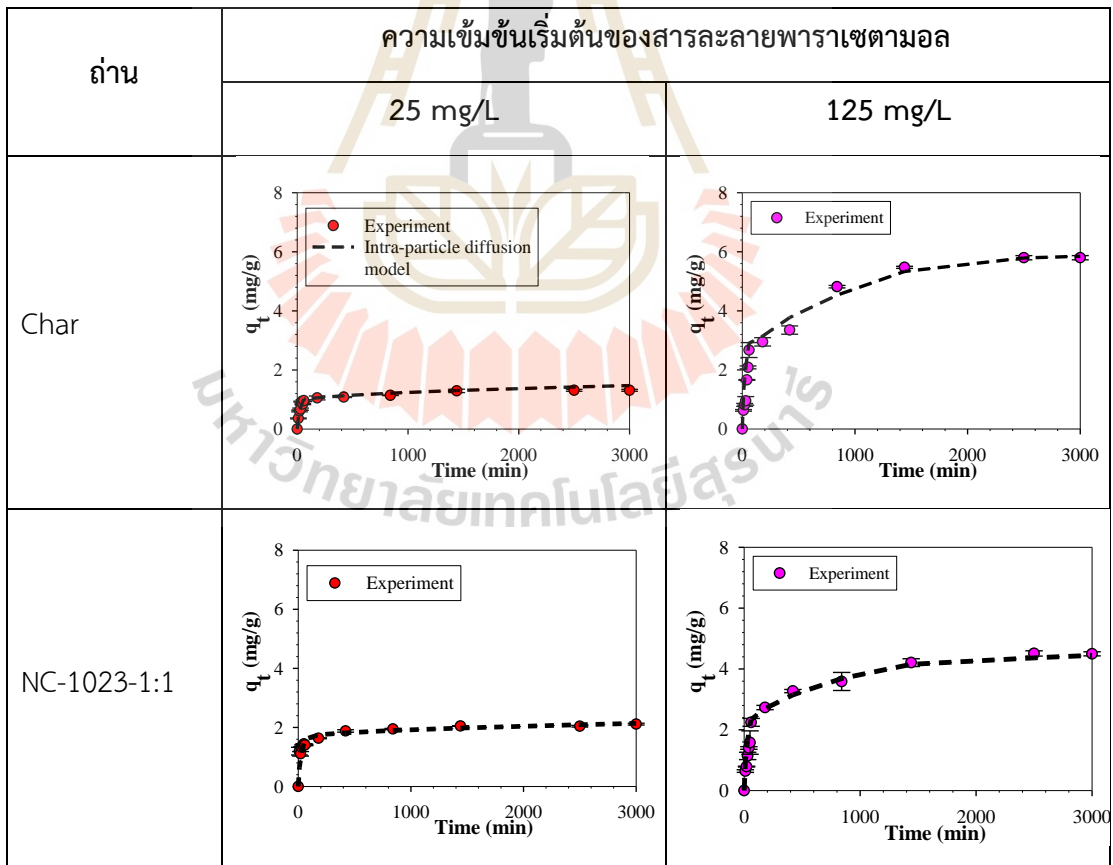 ถ่าน
ความเข้มข้นเริ่มต้นของสารละลายพาราเซตามอล
25 mg/L
125 mg/L
Char
8
6
4
2
0
q_t (mg/g)
Experiment
Intra-particle diffusion
model
0 1000 2000 3000
Time (min)
8
6
4
2
0
q_t (mg/g)
Experiment
0 1000 2000 3000
Time (min)
มหาวิทยาลัยเทคโนโลยีสุรนารี
NC-1023-1:1
8
6
4
2
0
q_t (mg/g)
Experiment
0 1000 2000 3000
Time (min)
8
6
4
2
0
q_t (mg/g)
Experiment
0 1000 2000 3000
Time (min)